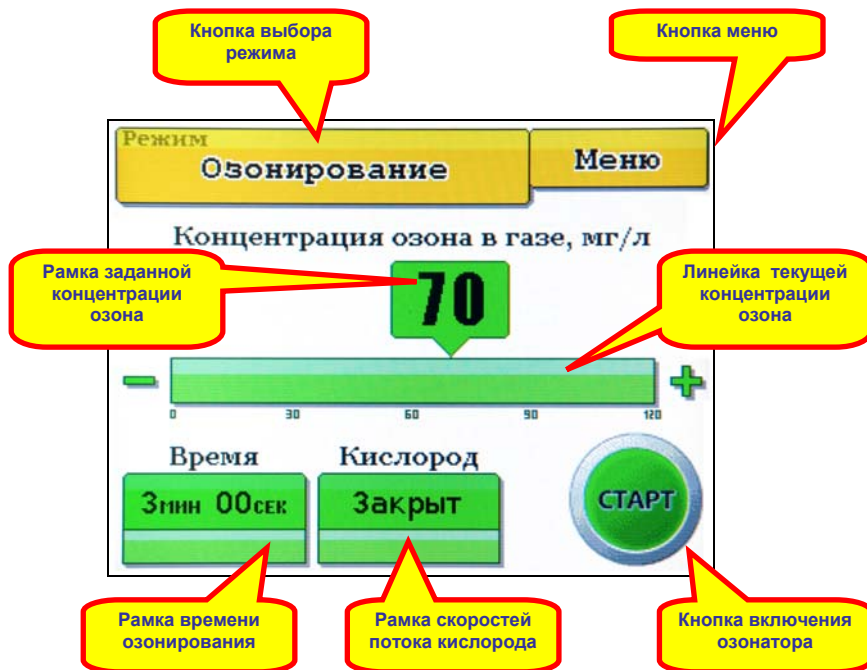 Кнопка выбора
режима
Кнопка меню
Режим
Озонирование
Меню
Концентрация озона в газе, мг/л
Рамка заданной
концентрации
озона
70
Линейка текущей
концентрации
озона
0 30 60 90 120
Время
Кислород
3мин 00сек
Закрыт
СТАРТ
Рамка времени
озонирования
Рамка скоростей
потока кислорода
Кнопка включения
озонатора